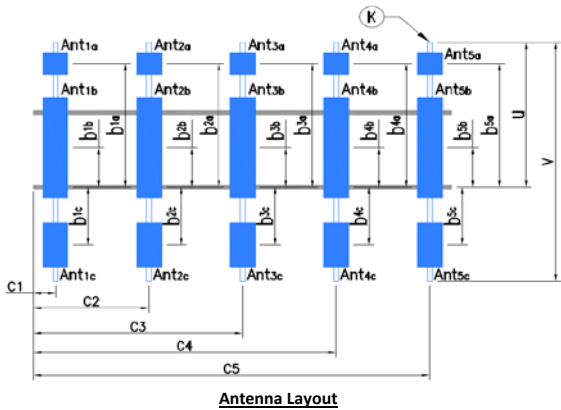 K
Ant1a Ant2a Ant3a Ant4a Ant5a
Ant1b Ant2b Ant3b Ant4b Ant5b
b1b b1a b2b b2a b3b b3a b4b b4a b5b b5a u v
b1c b2c b3c b4c b5c
Ant1c Ant2c Ant3c Ant4c Ant5c
C1
C2
C3
C4
C5
Antenna Layout